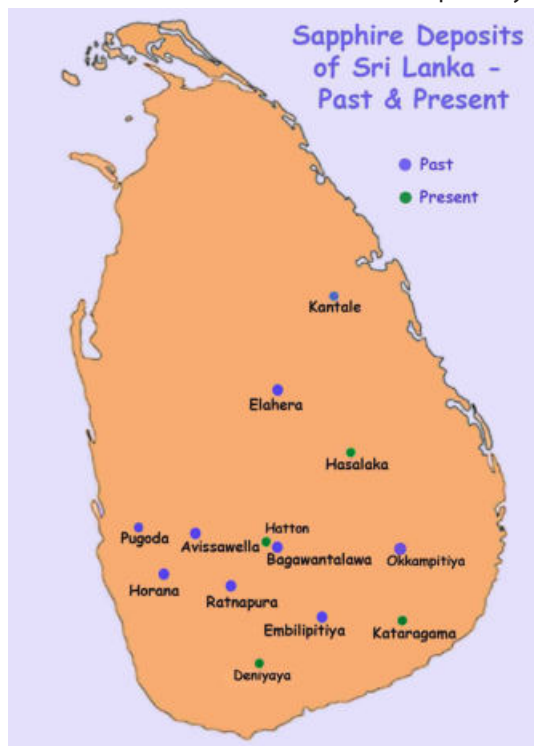 Sapphire Deposits
of Sri Lanka -
Past & Present
Past
Present
Kantale
Elahera
Hasalaka
Hatton
Pugoda
Avissawella
Bagawantalawa
Okkampitiya
Horana
Ratnapura
Embilipitiya
Kataragama
Deniyaya